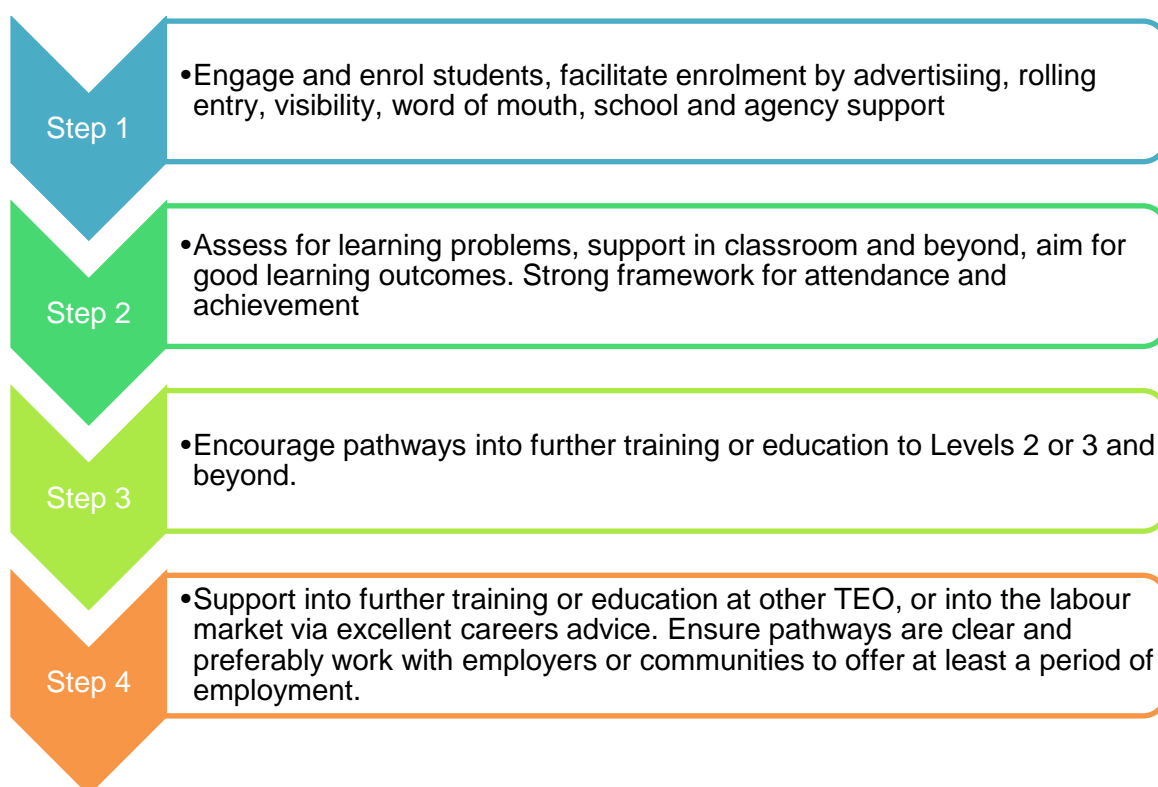 Step 1
•Engage and enrol students, facilitate enrolment by advertisiing, rolling
entry, visibility, word of mouth, school and agency support
Step 2
•Assess for learning problems, support in classroom and beyond, aim for
good learning outcomes. Strong framework for attendance and
achievement
Step 3
•Encourage pathways into further training or education to Levels 2 or 3 and
beyond.
Step 4
•Support into further training or education at other TEO, or into the labour
market via excellent careers advice. Ensure pathways are clear and
preferably work with employers or communities to offer at least a period of
employment.